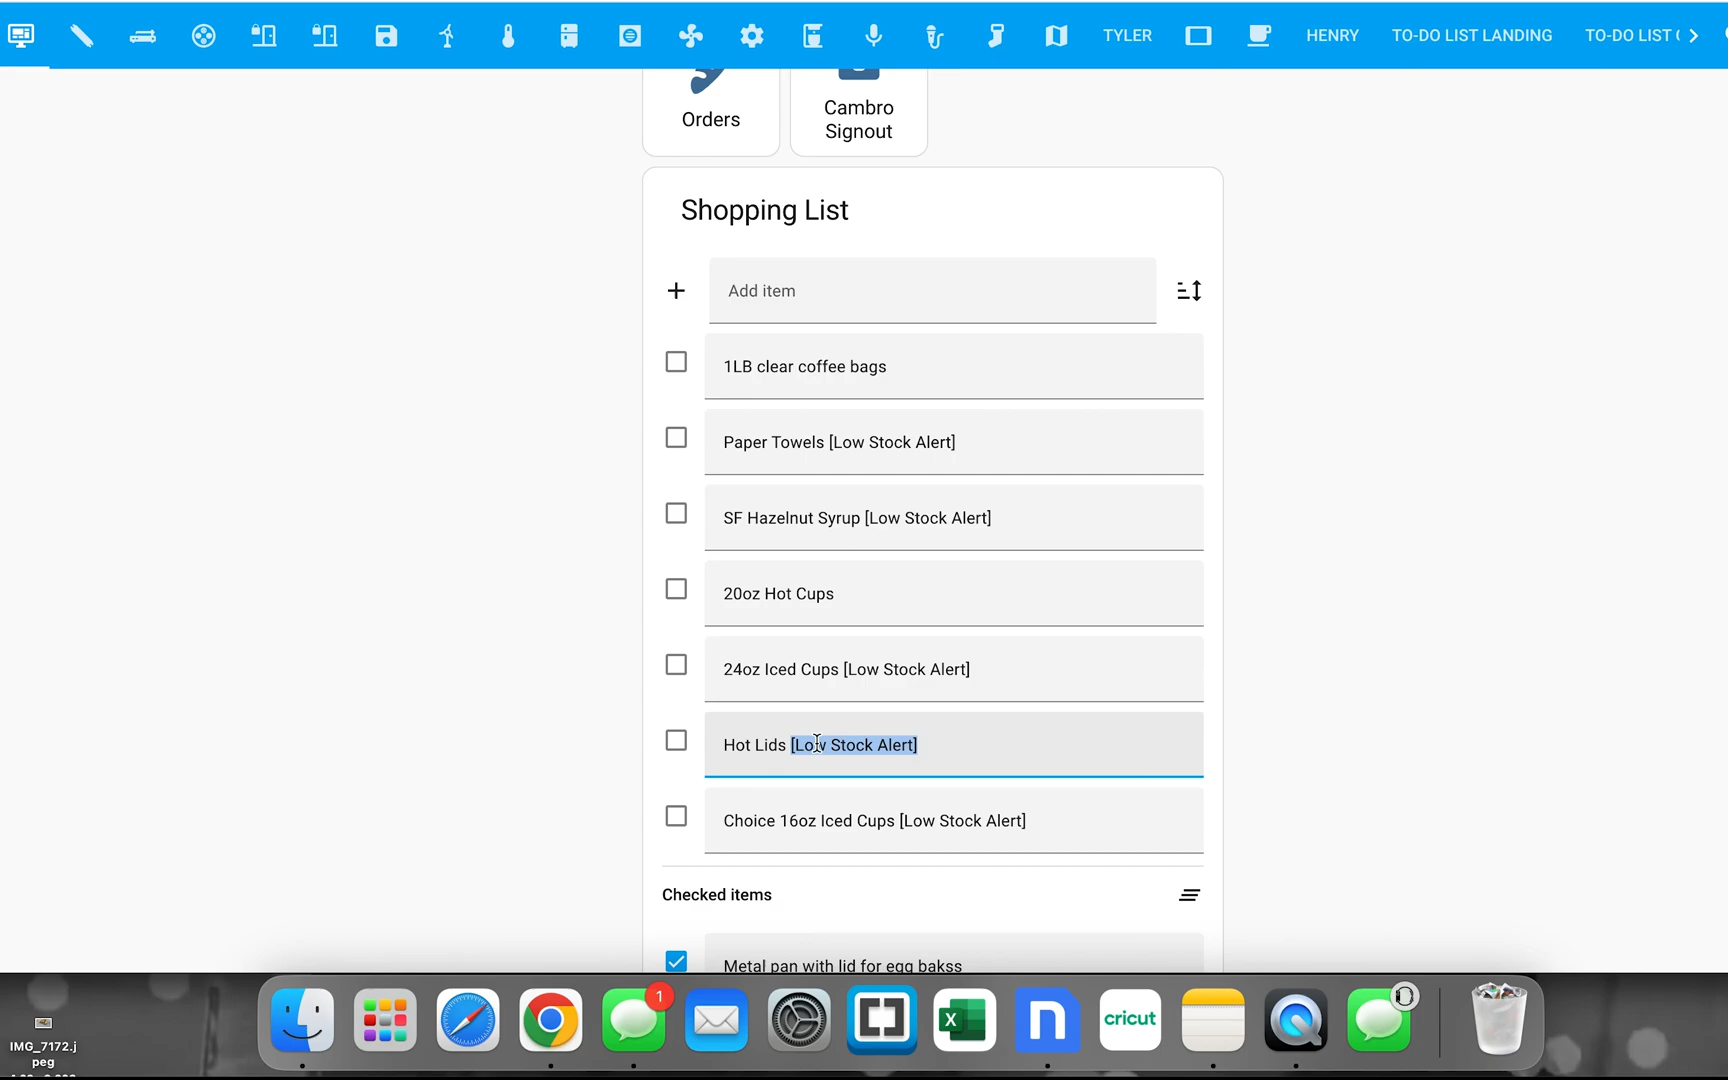 TYLER
HENRY
TO-DO LIST LANDING
TO-DO LIST
Orders
Cambro
Signout
Shopping List
Add item
1LB clear coffee bags
Paper Towels [Low Stock Alert]
SF Hazelnut Syrup [Low Stock Alert]
20oz Hot Cups
24oz Iced Cups [Low Stock Alert]
Hot Lids [Low Stock Alert]
Choice 16oz Iced Cups [Low Stock Alert]
Checked items
Metal pan with lid for egg bakss
1
n
cricut
X
IMG_7172.j
peg